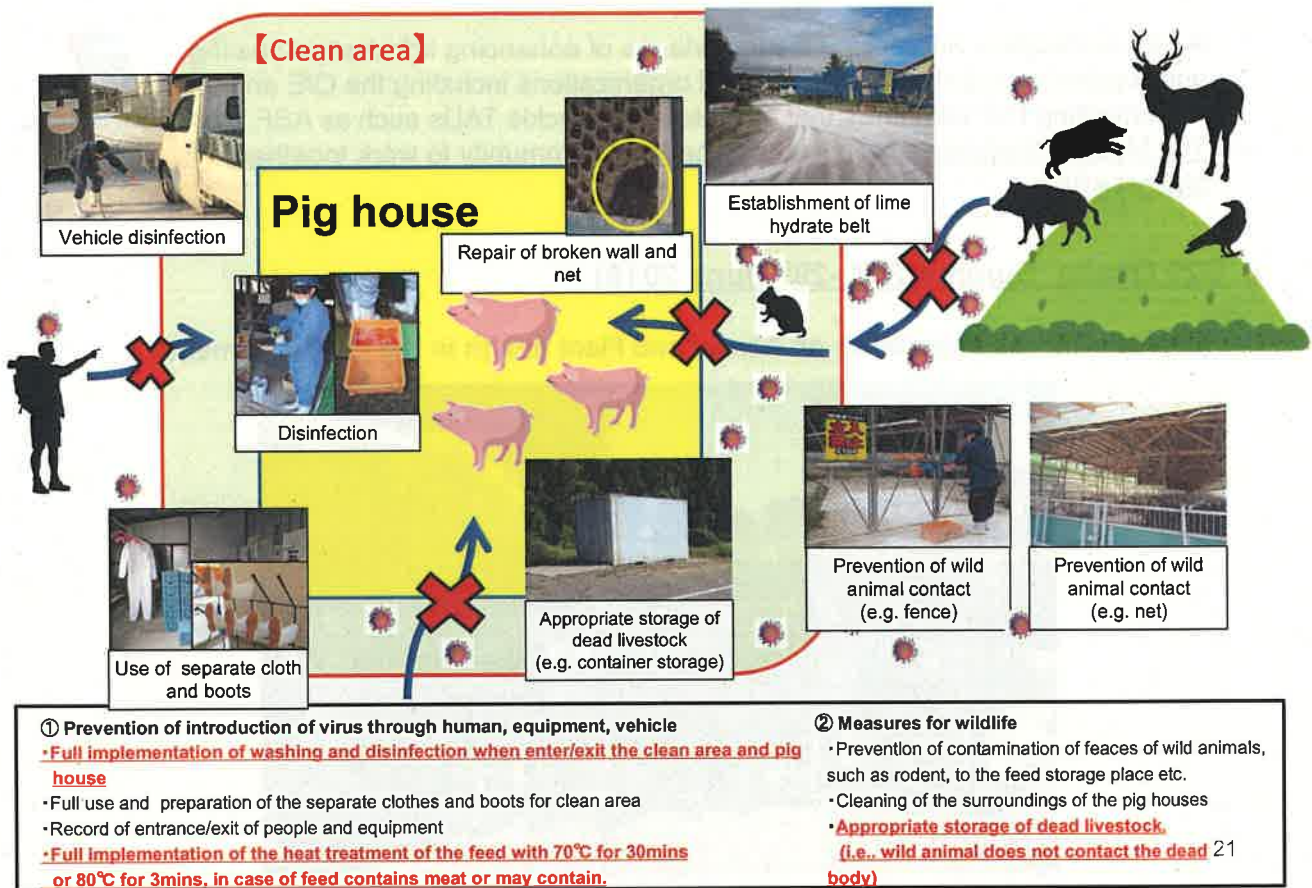 【Clean area】
Vehicle disinfection
Pig house
Repair of broken wall and
net
Establishment of lime
hydrate belt
Disinfection
Use of separate cloth
and boots
Appropriate storage of
dead livestock
(e.g. container storage)
Prevention of wild
animal contact
(e.g. fence)
Prevention of wild
animal contact
(e.g. net)
① Prevention of introduction of virus through human, equipment, vehicle
・Full implementation of washing and disinfection when enter/exit the clean area and pig
house
・Full use and preparation of the separate clothes and boots for clean area
・Record of entrance/exit of people and equipment
・Full implementation of the heat treatment of the feed with 70℃ for 30mins
or 80℃ for 3mins, in case of feed contains meat or may contain.
② Measures for wildlife
・Prevention of contamination of feaces of wild animals,
such as rodent, to the feed storage place etc.
・Cleaning of the surroundings of the pig houses
・Appropriate storage of dead livestock.
(i.e.. wild animal does not contact the dead
body)
21